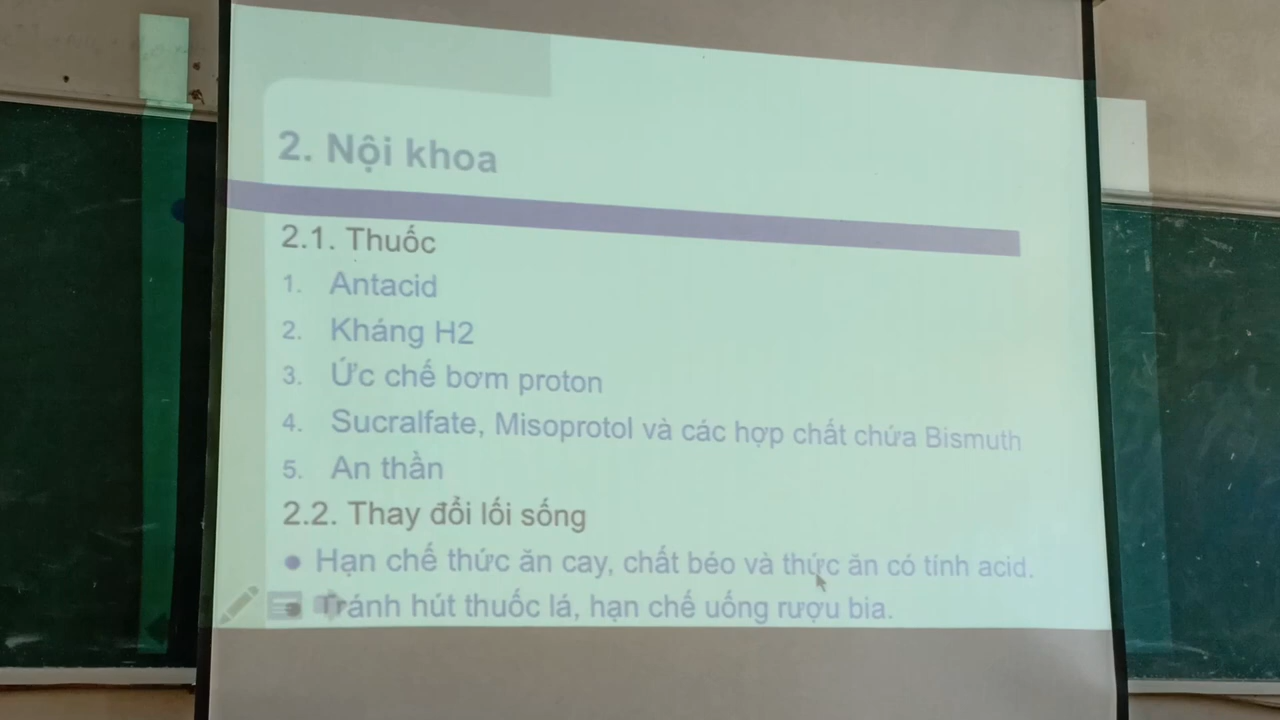 2. Nội khoa
2.1. Thuốc
1. Antacid
2. Kháng H2
3. Ức chế bơm proton
4. Sucralfate, Misoprotol và các hợp chất chứa Bismuth
5. An thần
2.2. Thay đổi lối sống
• Hạn chế thức ăn cay, chất béo và thức ăn có tính acid.
• Tránh hút thuốc lá, hạn chế uống rượu bia.